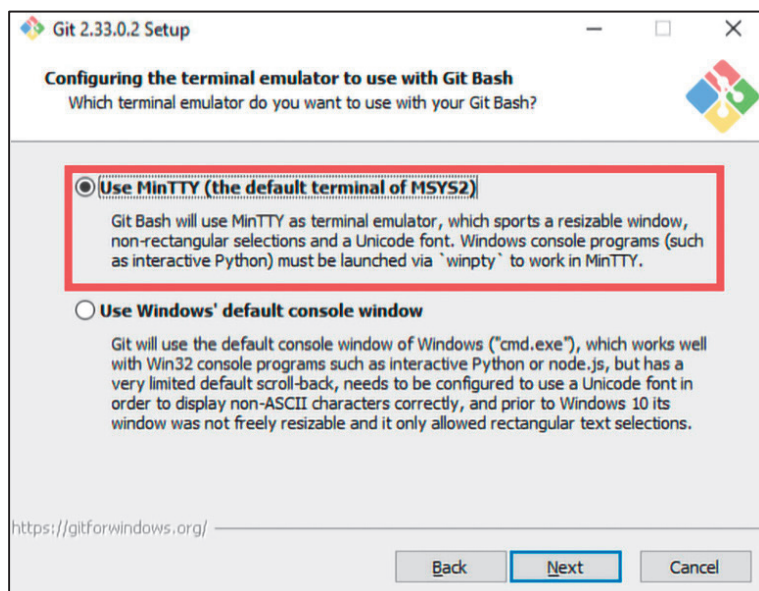 Git 2.33.0.2 Setup
Configuring the terminal emulator to use with Git Bash
Which terminal emulator do you want to use with your Git Bash?
Use MinTTY (the default terminal of MSYS2)
Git Bash will use MinTTY as terminal emulator, which sports a resizable window,
non-rectangular selections and a Unicode font. Windows console programs (such
as interactive Python) must be launched via `winpty` to work in MinTTY.
Use Windows' default console window
Git will use the default console window of Windows ("cmd.exe"), which works well
with Win32 console programs such as interactive Python or node.js, but has a
very limited default scroll-back, needs to be configured to use a Unicode font in
order to display non-ASCII characters correctly, and prior to Windows 10 its
window was not freely resizable and it only allowed rectangular text selections.
https://gitforwindows.org/
Back Next Cancel